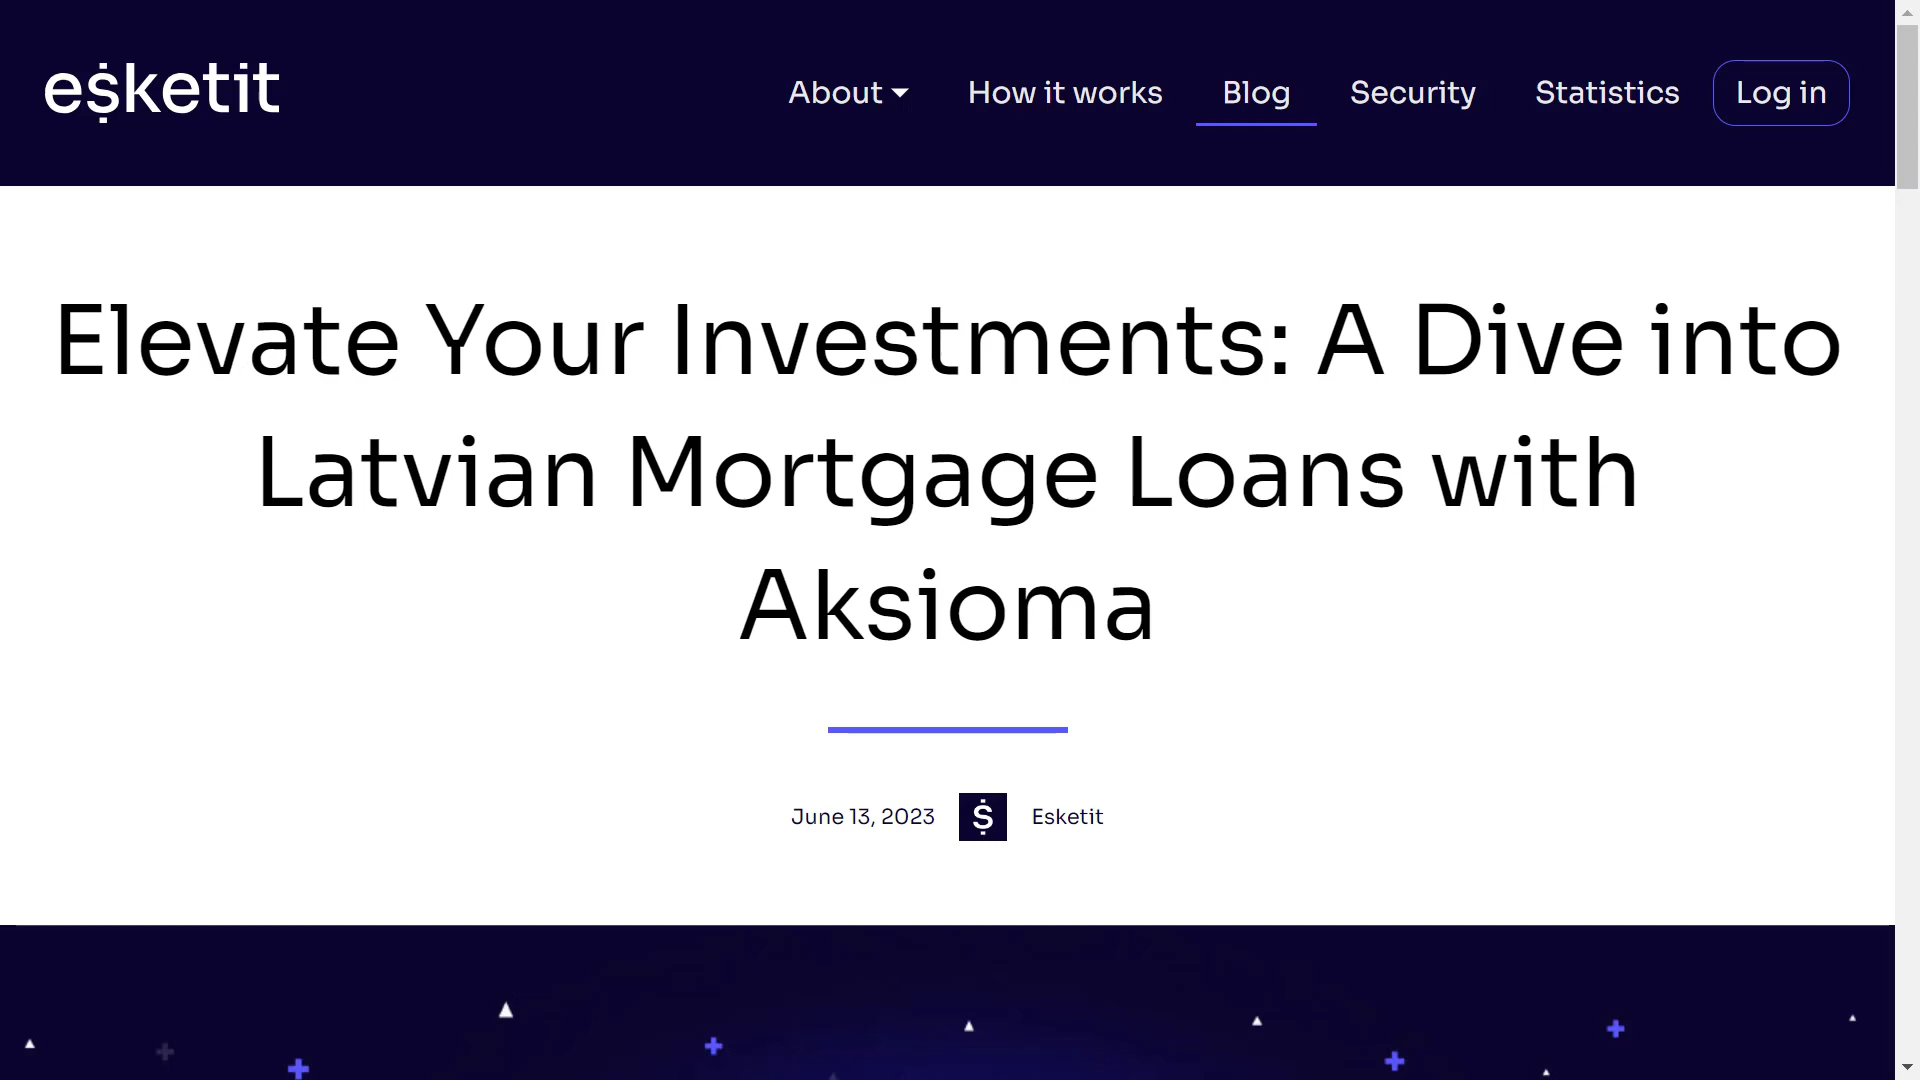 esketit
About
How it works
Blog
Security
Statistics
Log in
Elevate Your Investments: A Dive into
Latvian Mortgage Loans with
Aksioma
June 13, 2023
Esketit